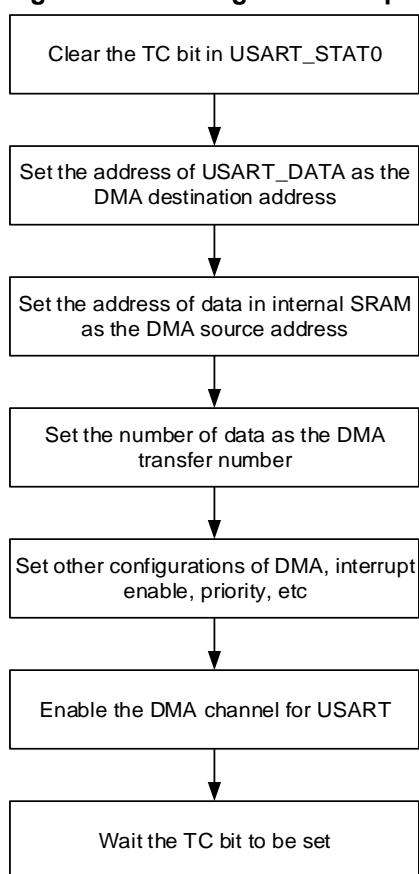 Clear the TC bit in USART_STAT0
Set the address of USART_DATA as the
DMA destination address
Set the address of data in internal SRAM
as the DMA source address
Set the number of data as the DMA
transfer number
Set other configurations of DMA, interrupt
enable, priority, etc
Enable the DMA channel for USART
Wait the TC bit to be set